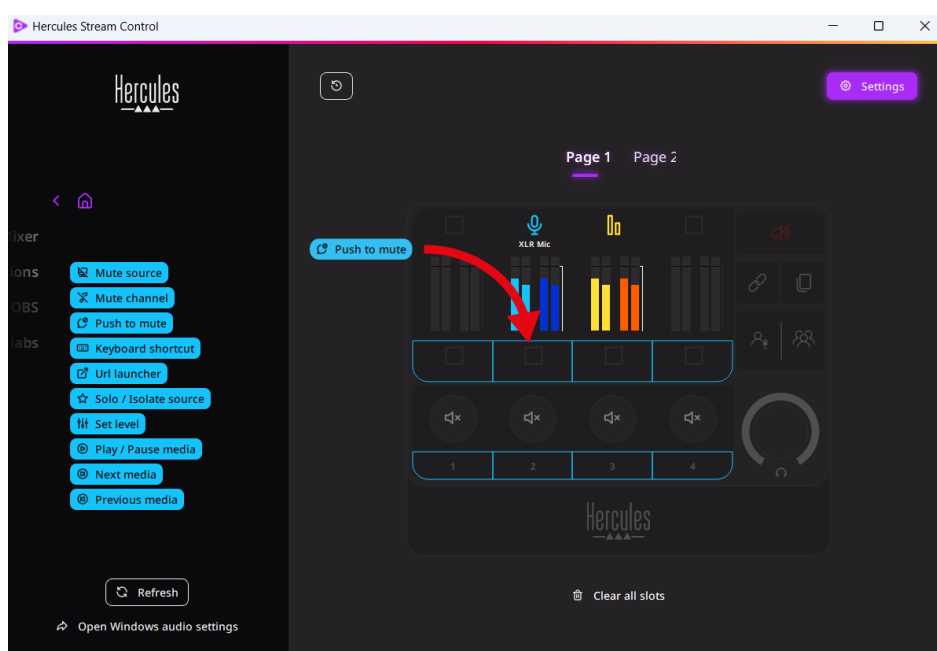 Hercules Stream Control
Hercules
Settings
Page 1 Page 2
ixer
ions
OBS
labs
Mute source
Mute channel
Push to mute
Keyboard shortcut
Url launcher
Solo / Isolate source
Set level
Play / Pause media
Next media
Previous media
Refresh
Open Windows audio settings
Push to mute
XLR Mic
1 2 3 4
Hercules
Clear all slots